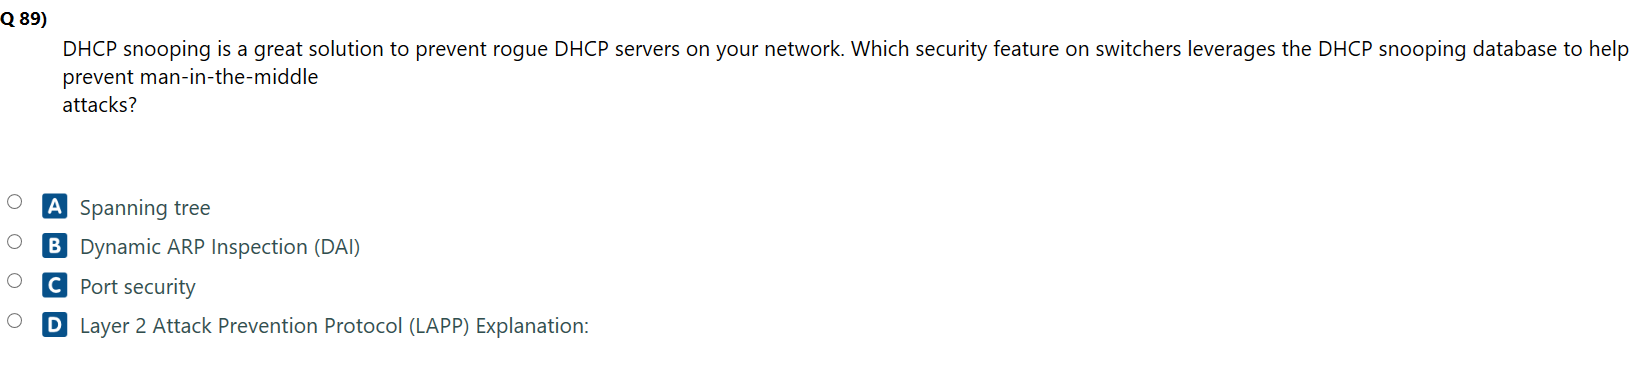 Q 89)
DHCP snooping is a great solution to prevent rogue DHCP servers on your network. Which security feature on switchers leverages the DHCP snooping database to help
prevent man-in-the-middle
attacks?
A Spanning tree
B Dynamic ARP Inspection (DAI)
C Port security
D Layer 2 Attack Prevention Protocol (LAPP) Explanation: